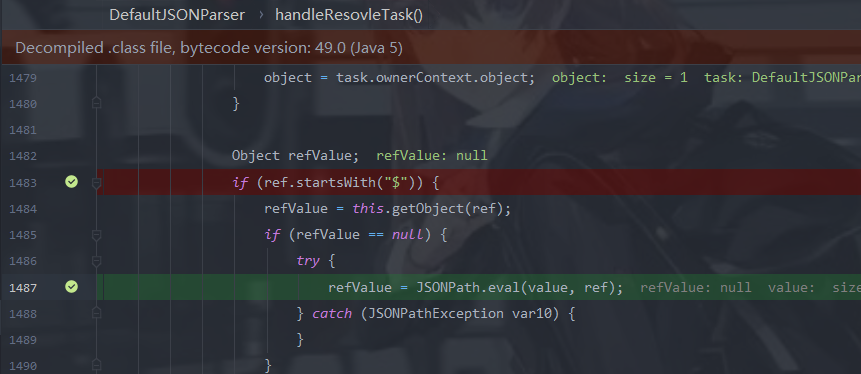 DefaultJSONParser › handleResovleTask()
Decompiled .class file, bytecode version: 49.0 (Java 5)
1479 object = task.ownerContext.object; object: size = 1 task: DefaultJSONPar
1480 }
1481
1482 Object refValue; refValue: null
1483 if (ref.startsWith("$")) {
1484 refValue = this.getObject(ref);
1485 if (refValue == null) {
1486 try {
1487 refValue = JSONPath.eval(value, ref); refValue: null value: size
1488 } catch (JSONPathException var10) {
1489 }
1490 }